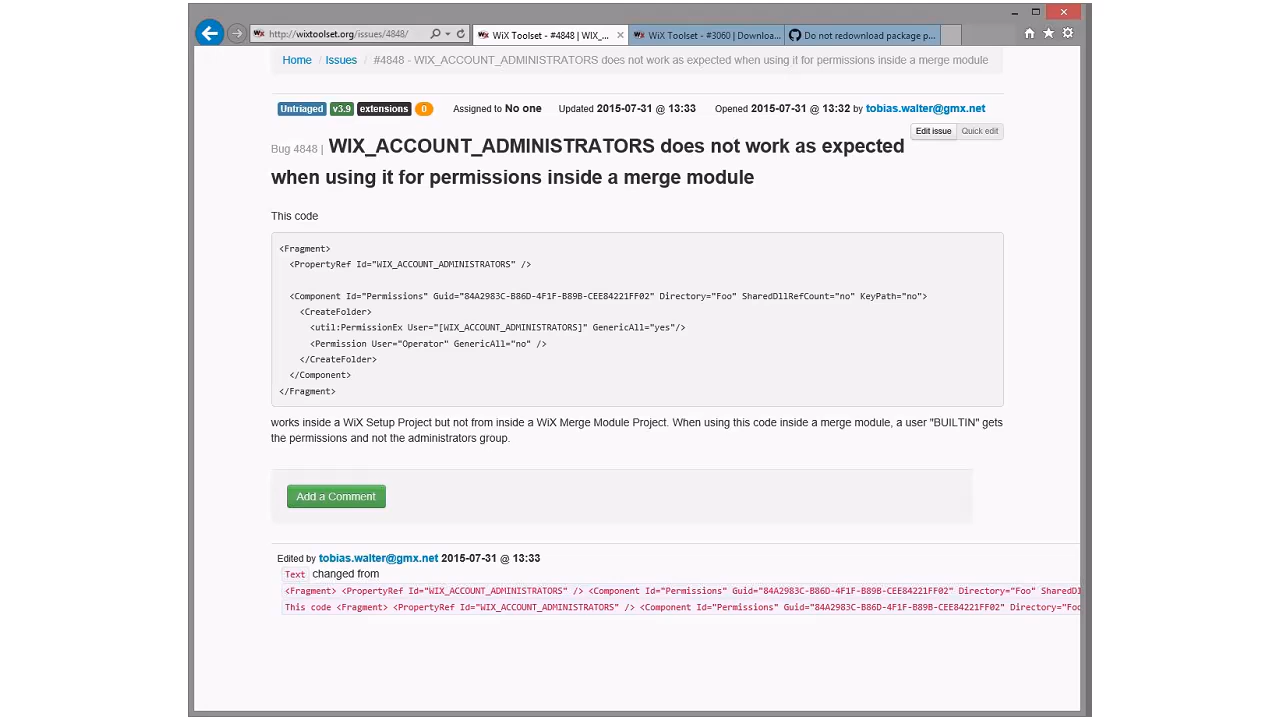 http://wixtoolset.org/issues/4848/
WiX Toolset - #4848 | WIX_...
WiX Toolset - #3060 | Downloa...
Do not redownload package p...
Home / Issues / #4848 - WIX_ACCOUNT_ADMINISTRATORS does not work as expected when using it for permissions inside a merge module
Untriaged v3.9 extensions 0 Assigned to No one Updated 2015-07-31 @ 13:33 Opened 2015-07-31 @ 13:32 by tobias.walter@gmx.net
Edit issue Quick edit
Bug 4848 | WIX_ACCOUNT_ADMINISTRATORS does not work as expected
when using it for permissions inside a merge module
This code
<Fragment>
<PropertyRef Id="WIX_ACCOUNT_ADMINISTRATORS" />
<Component Id="Permissions" Guid="84A2983C-B86D-4F1F-B89B-CEE84221FF02" Directory="Foo" SharedDllRefCount="no" KeyPath="no">
<CreateFolder>
<util:PermissionEx User="[WIX_ACCOUNT_ADMINISTRATORS]" GenericAll="yes"/>
<Permission User="Operator" GenericAll="no" />
</CreateFolder>
</Component>
</Fragment>
works inside a WiX Setup Project but not from inside a WiX Merge Module Project. When using this code inside a merge module, a user "BUILTIN" gets
the permissions and not the administrators group.
Add a Comment
Edited by tobias.walter@gmx.net 2015-07-31 @ 13:33
Text changed from
<Fragment> <PropertyRef Id="WIX_ACCOUNT_ADMINISTRATORS" /> <Component Id="Permissions" Guid="84A2983C-B86D-4F1F-B89B-CEE84221FF02" Directory="Foo" SharedDl
This code <Fragment> <PropertyRef Id="WIX_ACCOUNT_ADMINISTRATORS" /> <Component Id="Permissions" Guid="84A2983C-B86D-4F1F-B89B-CEE84221FF02" Directory="Foo